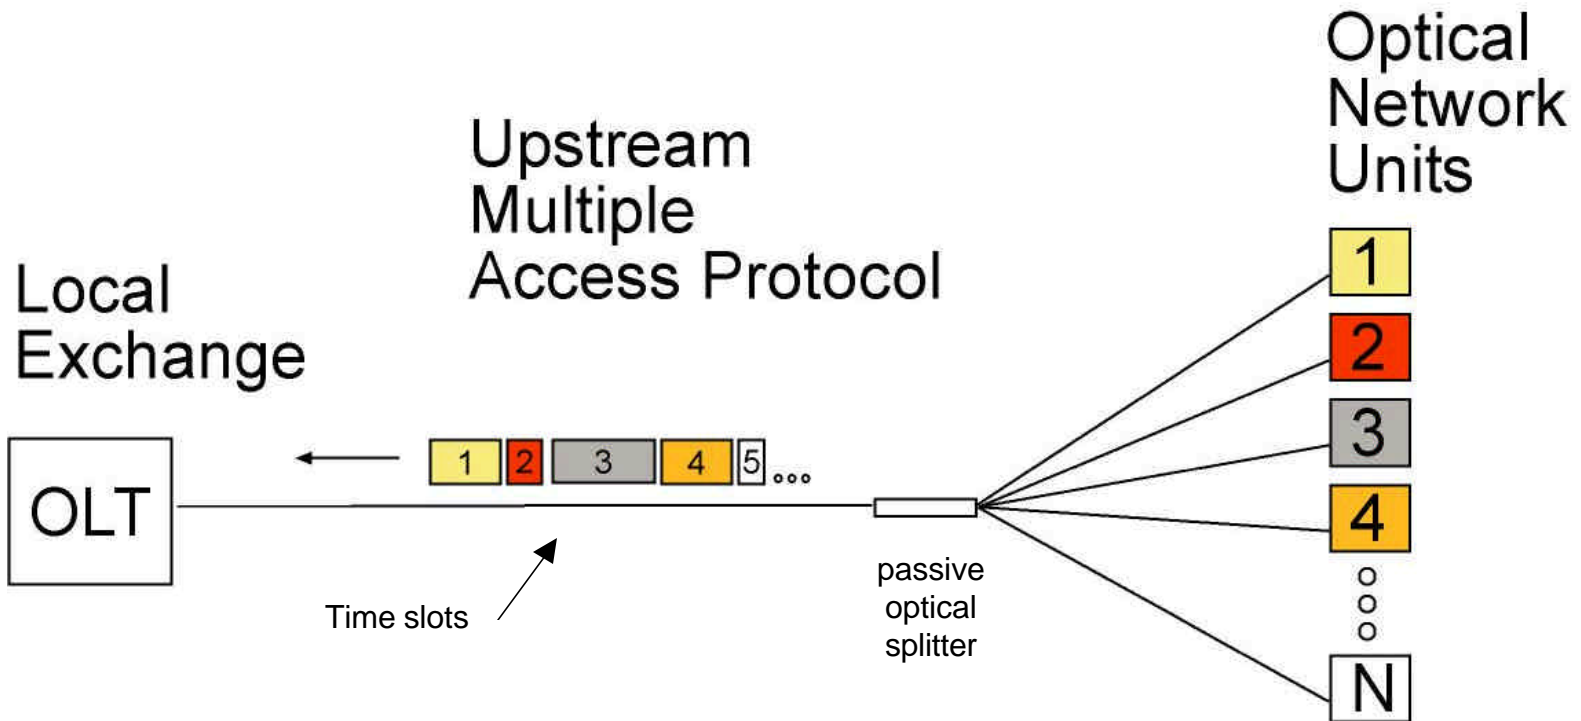 Optical
Network
Units
Upstream
Multiple
Access Protocol
Local
Exchange
1
2
3
4
N
1 2 3 4 5
OLT
Time slots
passive
optical
splitter